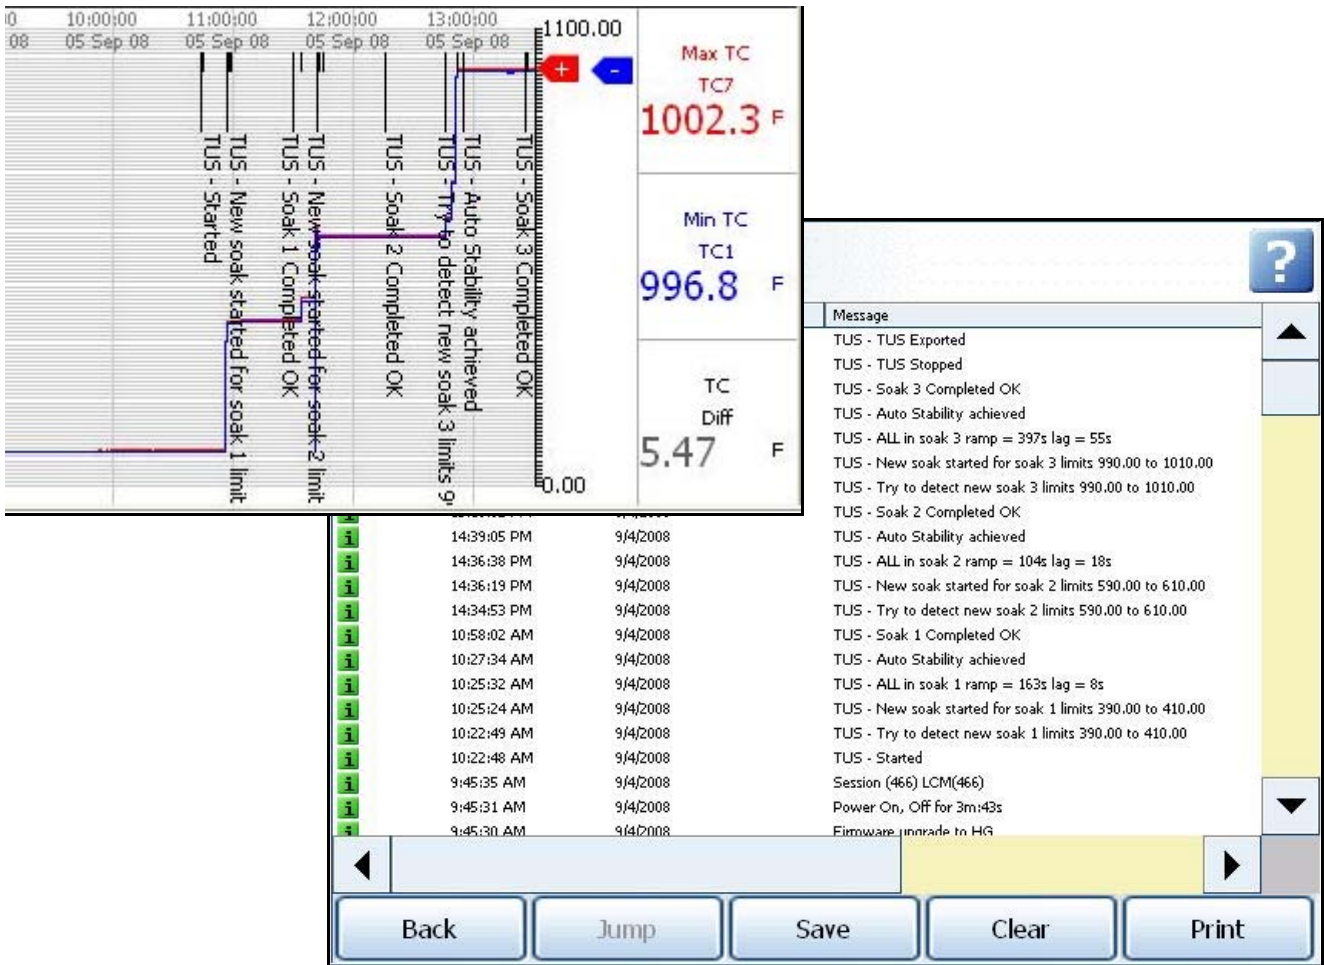 10:00:00 11:00:00 12:00:00 13:00:00
08 05 Sep 08 05 Sep 08 05 Sep 08 05 Sep 08
1100.00
TUS - Started
TUS - New soak started for soak 1 limit
TUS - Soak 1 Completed OK
TUS - New soak started for soak 2 limit
TUS - Soak 2 Completed OK
TUS - Try to detect new soak 3 limits 9
TUS - Auto Stability achieved
TUS - Soak 3 Completed OK
0.00
+
-
Max TC
TC7
1002.3 F
Min TC
TC1
996.8 F
TC
Diff
5.47 F
?
Message
TUS - TUS Exported
TUS - TUS Stopped
TUS - Soak 3 Completed OK
TUS - Auto Stability achieved
TUS - ALL in soak 3 ramp = 397s lag = 55s
TUS - New soak started for soak 3 limits 990.00 to 1010.00
TUS - Try to detect new soak 3 limits 990.00 to 1010.00
TUS - Soak 2 Completed OK
i 14:39:05 PM 9/4/2008 TUS - Auto Stability achieved
i 14:36:38 PM 9/4/2008 TUS - ALL in soak 2 ramp = 104s lag = 18s
i 14:36:19 PM 9/4/2008 TUS - New soak started for soak 2 limits 590.00 to 610.00
i 14:34:53 PM 9/4/2008 TUS - Try to detect new soak 2 limits 590.00 to 610.00
i 10:58:02 AM 9/4/2008 TUS - Soak 1 Completed OK
i 10:27:34 AM 9/4/2008 TUS - Auto Stability achieved
i 10:25:32 AM 9/4/2008 TUS - ALL in soak 1 ramp = 163s lag = 8s
i 10:25:24 AM 9/4/2008 TUS - New soak started for soak 1 limits 390.00 to 410.00
i 10:22:49 AM 9/4/2008 TUS - Try to detect new soak 1 limits 390.00 to 410.00
i 10:22:48 AM 9/4/2008 TUS - Started
i 9:45:35 AM 9/4/2008 Session (466) LCM(466)
i 9:45:31 AM 9/4/2008 Power On, Off for 3m:43s
i 9:45:30 AM 9/4/2008 Firmware upgrade to HG
Back Jump Save Clear Print